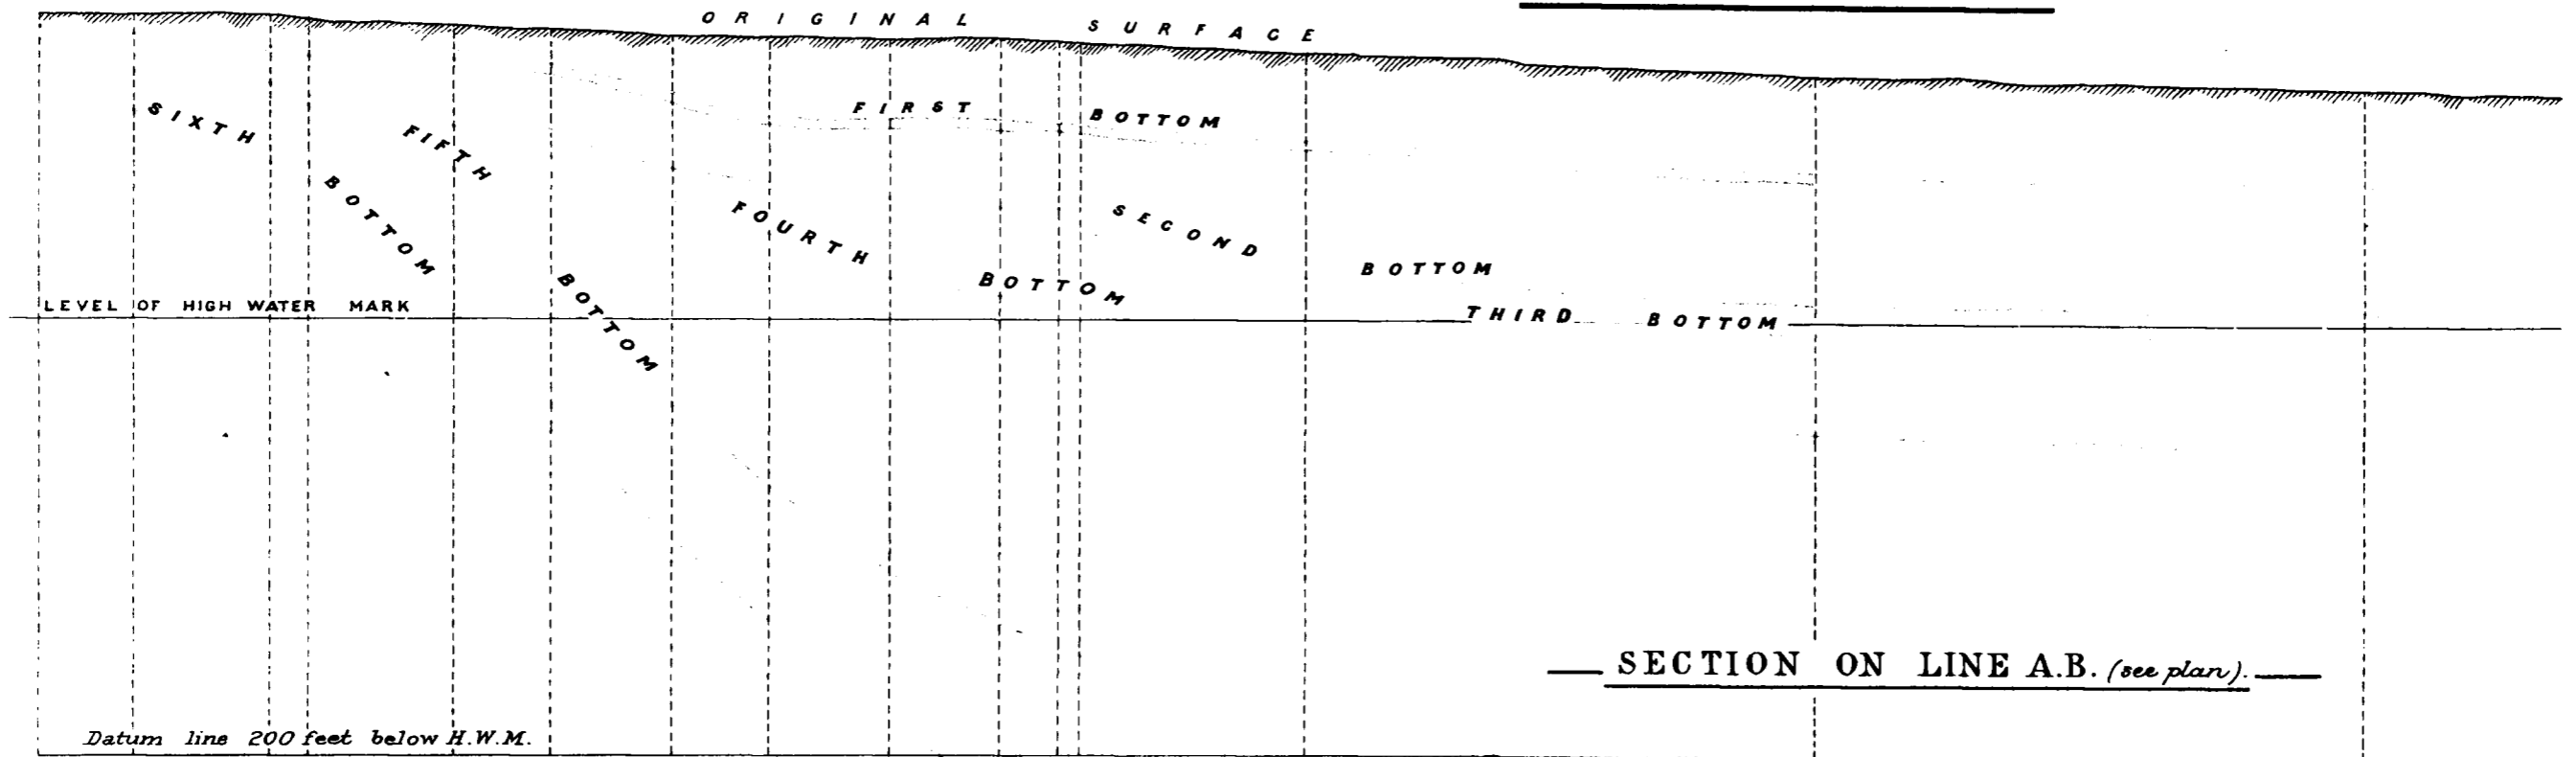 ORIGINAL SURFACE
FIRST BOTTOM
SIXTH BOTTOM
FIFTH BOTTOM
FOURTH BOTTOM
SECOND BOTTOM
LEVEL OF HIGH WATER MARK
THIRD BOTTOM
SECTION ON LINE A.B. (see plan).
Datum line 200 feet below H.W.M.